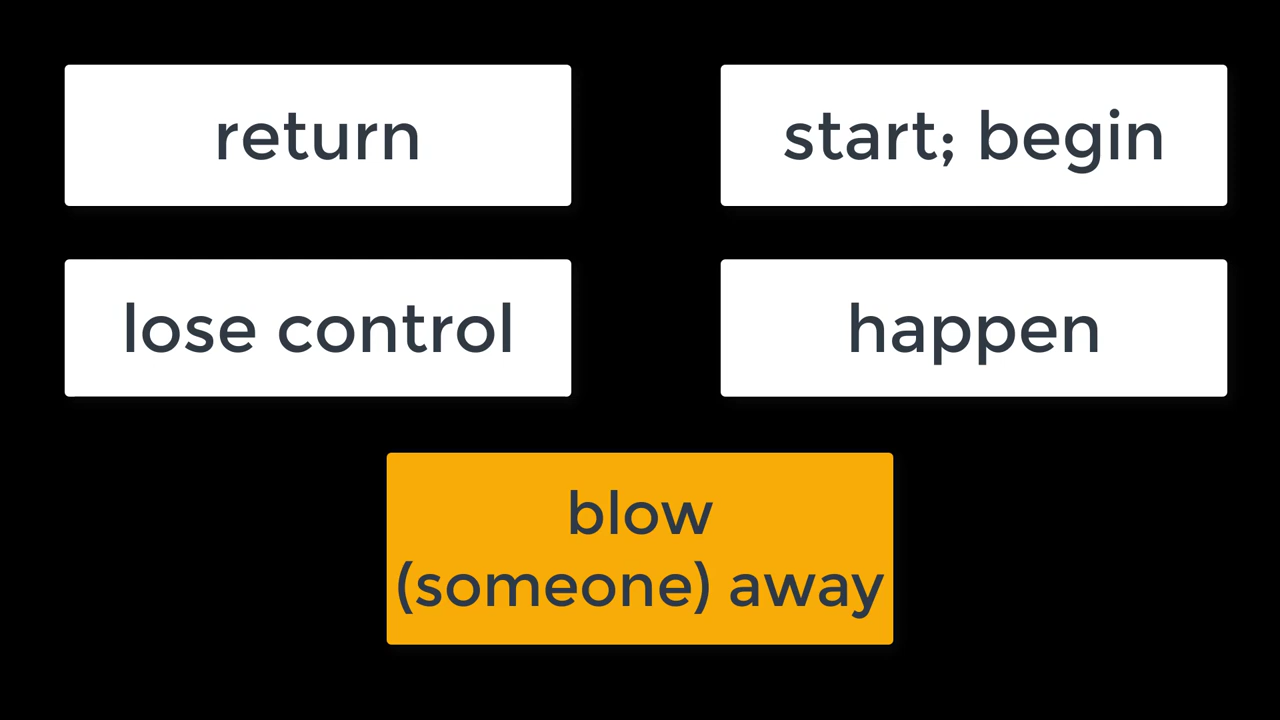 return
start; begin
lose control
happen
blow
(someone) away